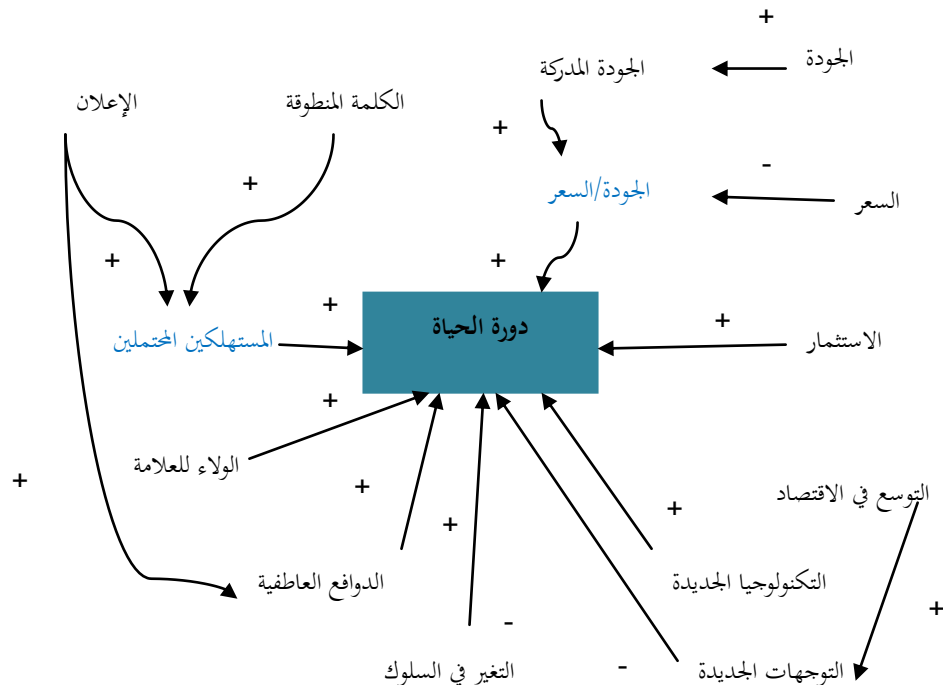 +
الجودة
الجودة المدركة
الكلمة المنطوقة
الإعلان
+
-
+
الجودة/السعر
السعر
+
+
+
+
دورة الحياة
الاستثمار
المستهلكين المحتملين
+
الولاء للعلامة
+
+
التوسع في الاقتصاد
+
+
التكنولوجيا الجديدة
الدوافع العاطفية
+
-
التوجهات الجديدة
-
التغير في السلوك